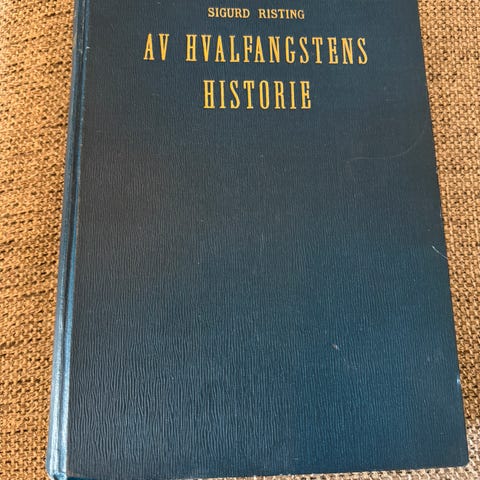 SIGURD RISTING
AV HVALFANGSTENS
HISTORIE